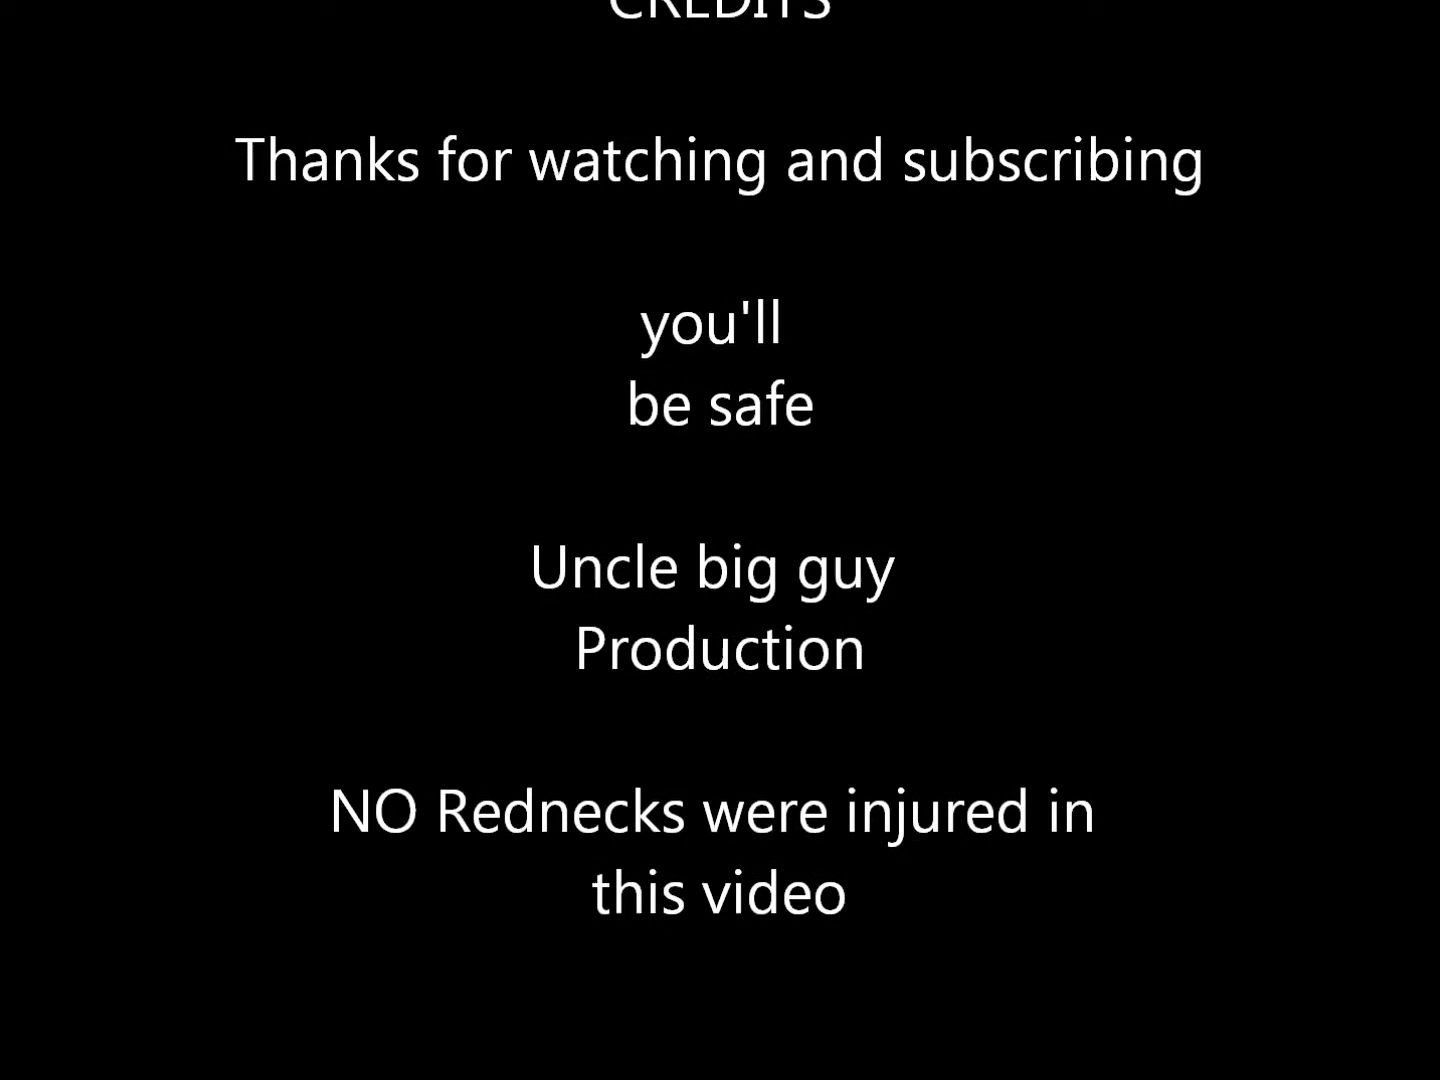 CREDITS
Thanks for watching and subscribing
you'll
be safe
Uncle big guy
Production
NO Rednecks were injured in
this video